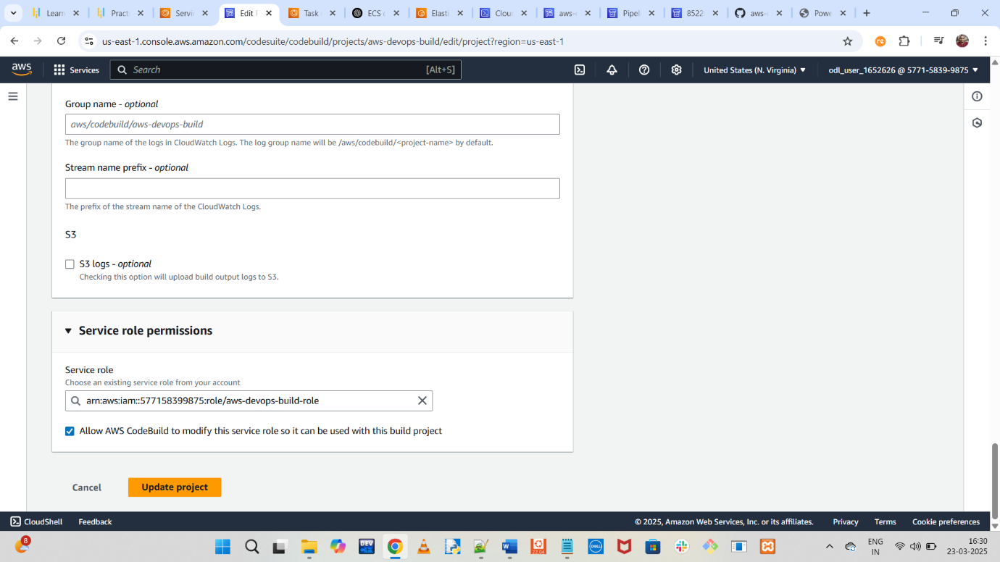 Learn
Practi
Servic
Edit P
Task
ECS c
Elasti
Clou
aws-
Pipel
8522
aws-
Powe
us-east-1.console.aws.amazon.com/codesuite/codebuild/projects/aws-devops-build/edit/project?region=us-east-1
re
aws
Services
Search
[Alt+S]
United States (N. Virginia)
odl_user_1652626 @ 5771-5839-9875
Group name - optional
aws/codebuild/aws-devops-build
The group name of the logs in CloudWatch Logs. The log group name will be /aws/codebuild/<project-name> by default.
Stream name prefix - optional
The prefix of the stream name of the CloudWatch Logs.
S3
S3 logs - optional
Checking this option will upload build output logs to S3.
Service role permissions
Service role
Choose an existing service role from your account
arn:aws:iam::577158399875:role/aws-devops-build-role
Allow AWS CodeBuild to modify this service role so it can be used with this build project
Cancel
Update project
CloudShell
Feedback
© 2025, Amazon Web Services, Inc. or its affiliates.
Privacy
Terms
Cookie preferences
8
DEV
22.04
DELL
ENG
IN
16:30
23-03-2025